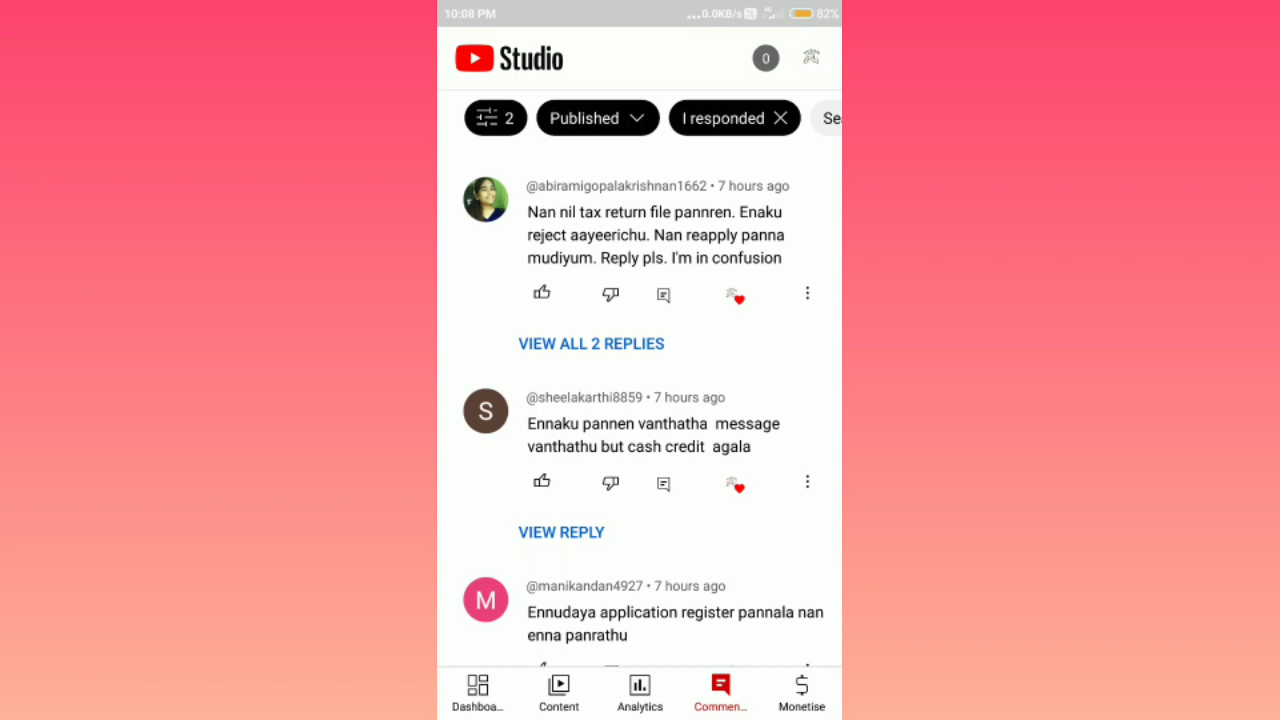 10:08 PM ...0.0KB/s 82%
Studio 0
2 Published I responded Se
@abiramigopalakrishnan1662 • 7 hours ago
Nan nil tax return file pannren. Enaku
reject aayeerichu. Nan reapply panna
mudiyum. Reply pls. I'm in confusion
VIEW ALL 2 REPLIES
@sheelakarthi8859 • 7 hours ago
S
Ennaku pannen vanthatha message
vanthathu but cash credit agala
VIEW REPLY
@manikandan4927 • 7 hours ago
M
Ennudaya application register pannala nan
enna panrathu
Dashboa... Content Analytics Commen... Monetise